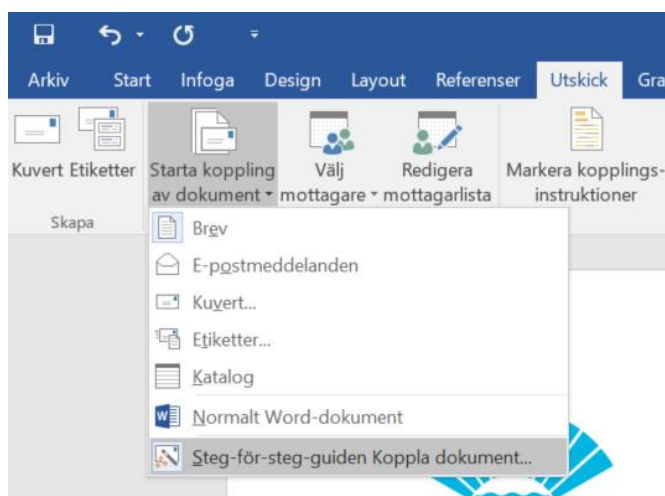 Arkiv Start Infoga Design Layout Referenser Utskick Gra
Kuvert Etiketter Starta koppling Välj Redigera Markera kopplings-
av dokument mottagare mottagarlista instruktioner
Skapa
Brev
E-postmeddelanden
Kuvert...
Etiketter...
Katalog
Normalt Word-dokument
Steg-för-steg-guiden Koppla dokument...